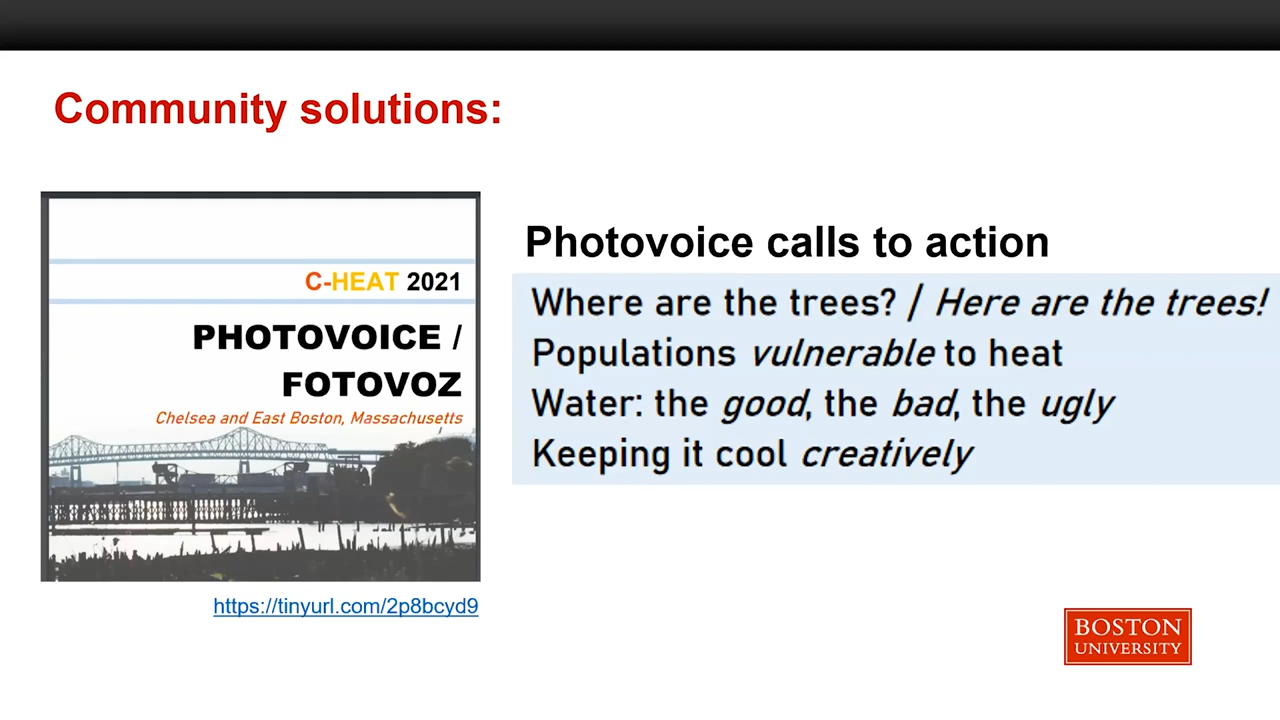 Community solutions:
C-HEAT 2021
PHOTOVOICE /
FOTOVOZ
Chelsea and East Boston, Massachusetts
https://tinyurl.com/2p8bcyd9
Photovoice calls to action
Where are the trees? / Here are the trees!
Populations vulnerable to heat
Water: the good, the bad, the ugly
Keeping it cool creatively
BOSTON
UNIVERSITY